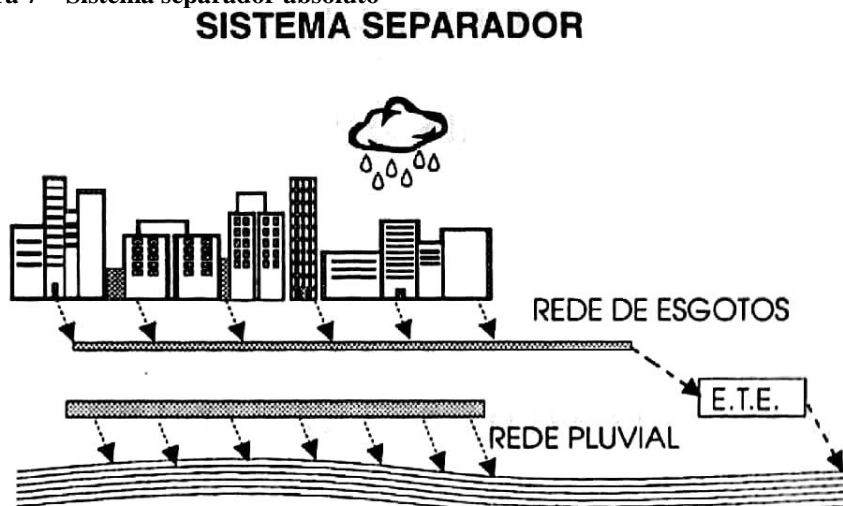 Sistema separador absoluto
SISTEMA SEPARADOR
REDE DE ESGOTOS
E.T.E.
REDE PLUVIAL